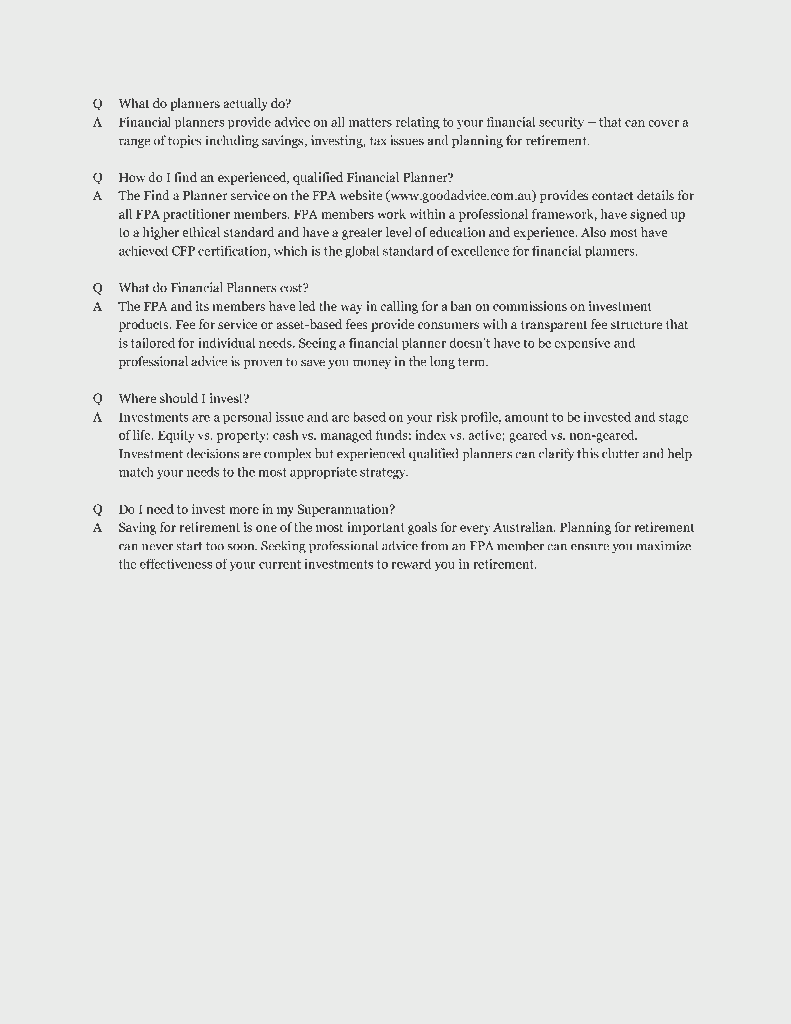 Q What do planners actually do?
A Financial planners provide advice on all matters relating to your financial security – that can cover a
range of topics including savings, investing, tax issues and planning for retirement.
Q How do I find an experienced, qualified Financial Planner?
A The Find a Planner service on the FPA website (www.goodadvice.com.au) provides contact details for
all FPA practitioner members. FPA members work within a professional framework, have signed up
to a higher ethical standard and have a greater level of education and experience. Also most have
achieved CFP certification, which is the global standard of excellence for financial planners.
Q What do Financial Planners cost?
A The FPA and its members have led the way in calling for a ban on commissions on investment
products. Fee for service or asset-based fees provide consumers with a transparent fee structure that
is tailored for individual needs. Seeing a financial planner doesn't have to be expensive and
professional advice is proven to save you money in the long term.
Q Where should I invest?
A Investments are a personal issue and are based on your risk profile, amount to be invested and stage
of life. Equity vs. property; cash vs. managed funds; index vs. active; geared vs. non-geared.
Investment decisions are complex but experienced qualified planners can clarify this clutter and help
match your needs to the most appropriate strategy.
Q Do I need to invest more in my Superannuation?
A Saving for retirement is one of the most important goals for every Australian. Planning for retirement
can never start too soon. Seeking professional advice from an FPA member can ensure you maximize
the effectiveness of your current investments to reward you in retirement.